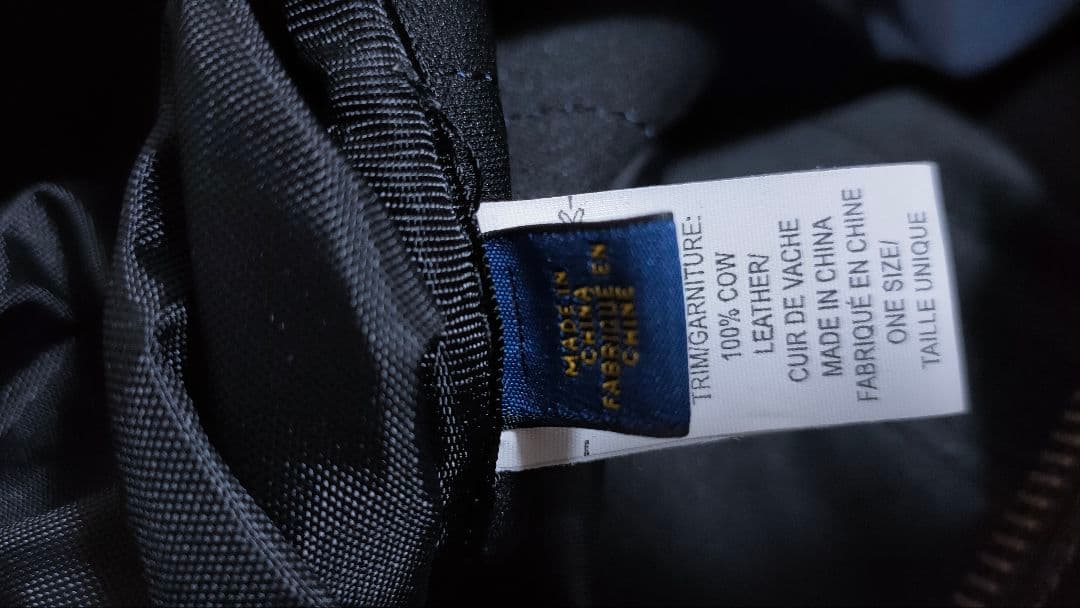 MADE IN
CHINA
FABRIQUÉ EN
CHINE
TRIM/GARNITURE:
100% COW
LEATHER/
CUIR DE VACHE
MADE IN CHINA
FABRIQUÉ EN CHINE
ONE SIZE/
TAILLE UNIQUE